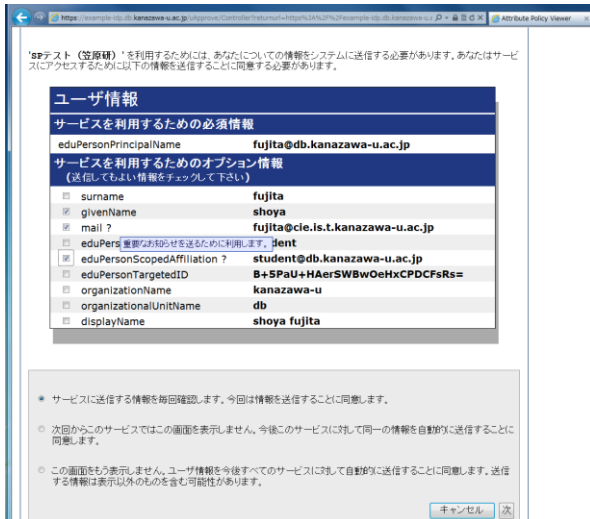 https://example-idp.db.kanazawa-u.ac.jp/uApprove/Controller?returnurl=https%3A%2F%2Fexample-idp.db.kanazawa-u.a
Attribute Policy Viewer
'SPテスト（笠原研）'を利用するためには、あなたについての情報をシステムに送信する必要があります。あなたはサービ
スにアクセスするために以下の情報を送信することに同意する必要があります。
ユーザ情報
サービスを利用するための必須情報
eduPersonPrincipalName fujita@db.kanazawa-u.ac.jp
サービスを利用するためのオプション情報
(送信してもよい情報をチェックして下さい)
surname fujita
givenName shoya
mail ? fujita@cie.is.t.kanazawa-u.ac.jp
eduPers 重要なお知らせを送るために利用します。 dent
eduPersonScopedAffiliation ? student@db.kanazawa-u.ac.jp
eduPersonTargetedID B+5PaU+HAerSWBwOeHxCPDCFsRs=
organizationName kanazawa-u
organizationalUnitName db
displayName shoya fujita
サービスに送信する情報を毎回確認します。今回は情報を送信することに同意します。
次回からこのサービスではこの画面を表示しません。今後このサービスに対して同一の情報を自動的に送信することに
同意します。
この画面をもう表示しません。ユーザ情報を今後すべてのサービスに対して自動的に送信することに同意します。送信
する情報は表示以外のものを含む可能性があります。
キャンセル 次